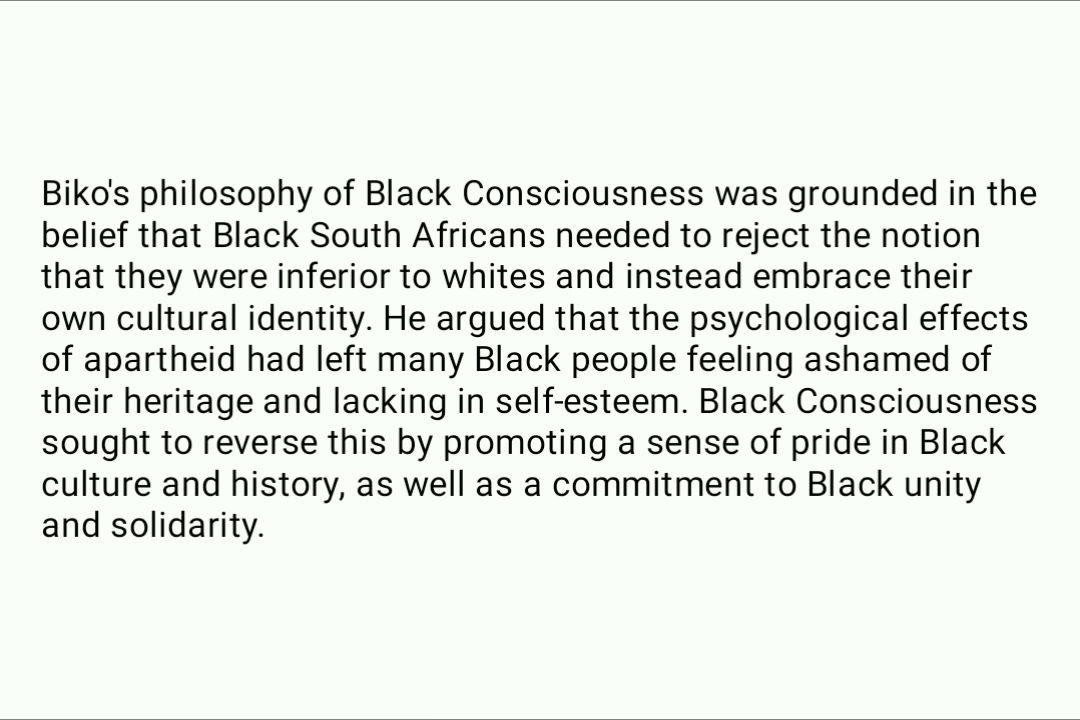 Biko's philosophy of Black Consciousness was grounded in the
belief that Black South Africans needed to reject the notion
that they were inferior to whites and instead embrace their
own cultural identity. He argued that the psychological effects
of apartheid had left many Black people feeling ashamed of
their heritage and lacking in self-esteem. Black Consciousness
sought to reverse this by promoting a sense of pride in Black
culture and history, as well as a commitment to Black unity
and solidarity.